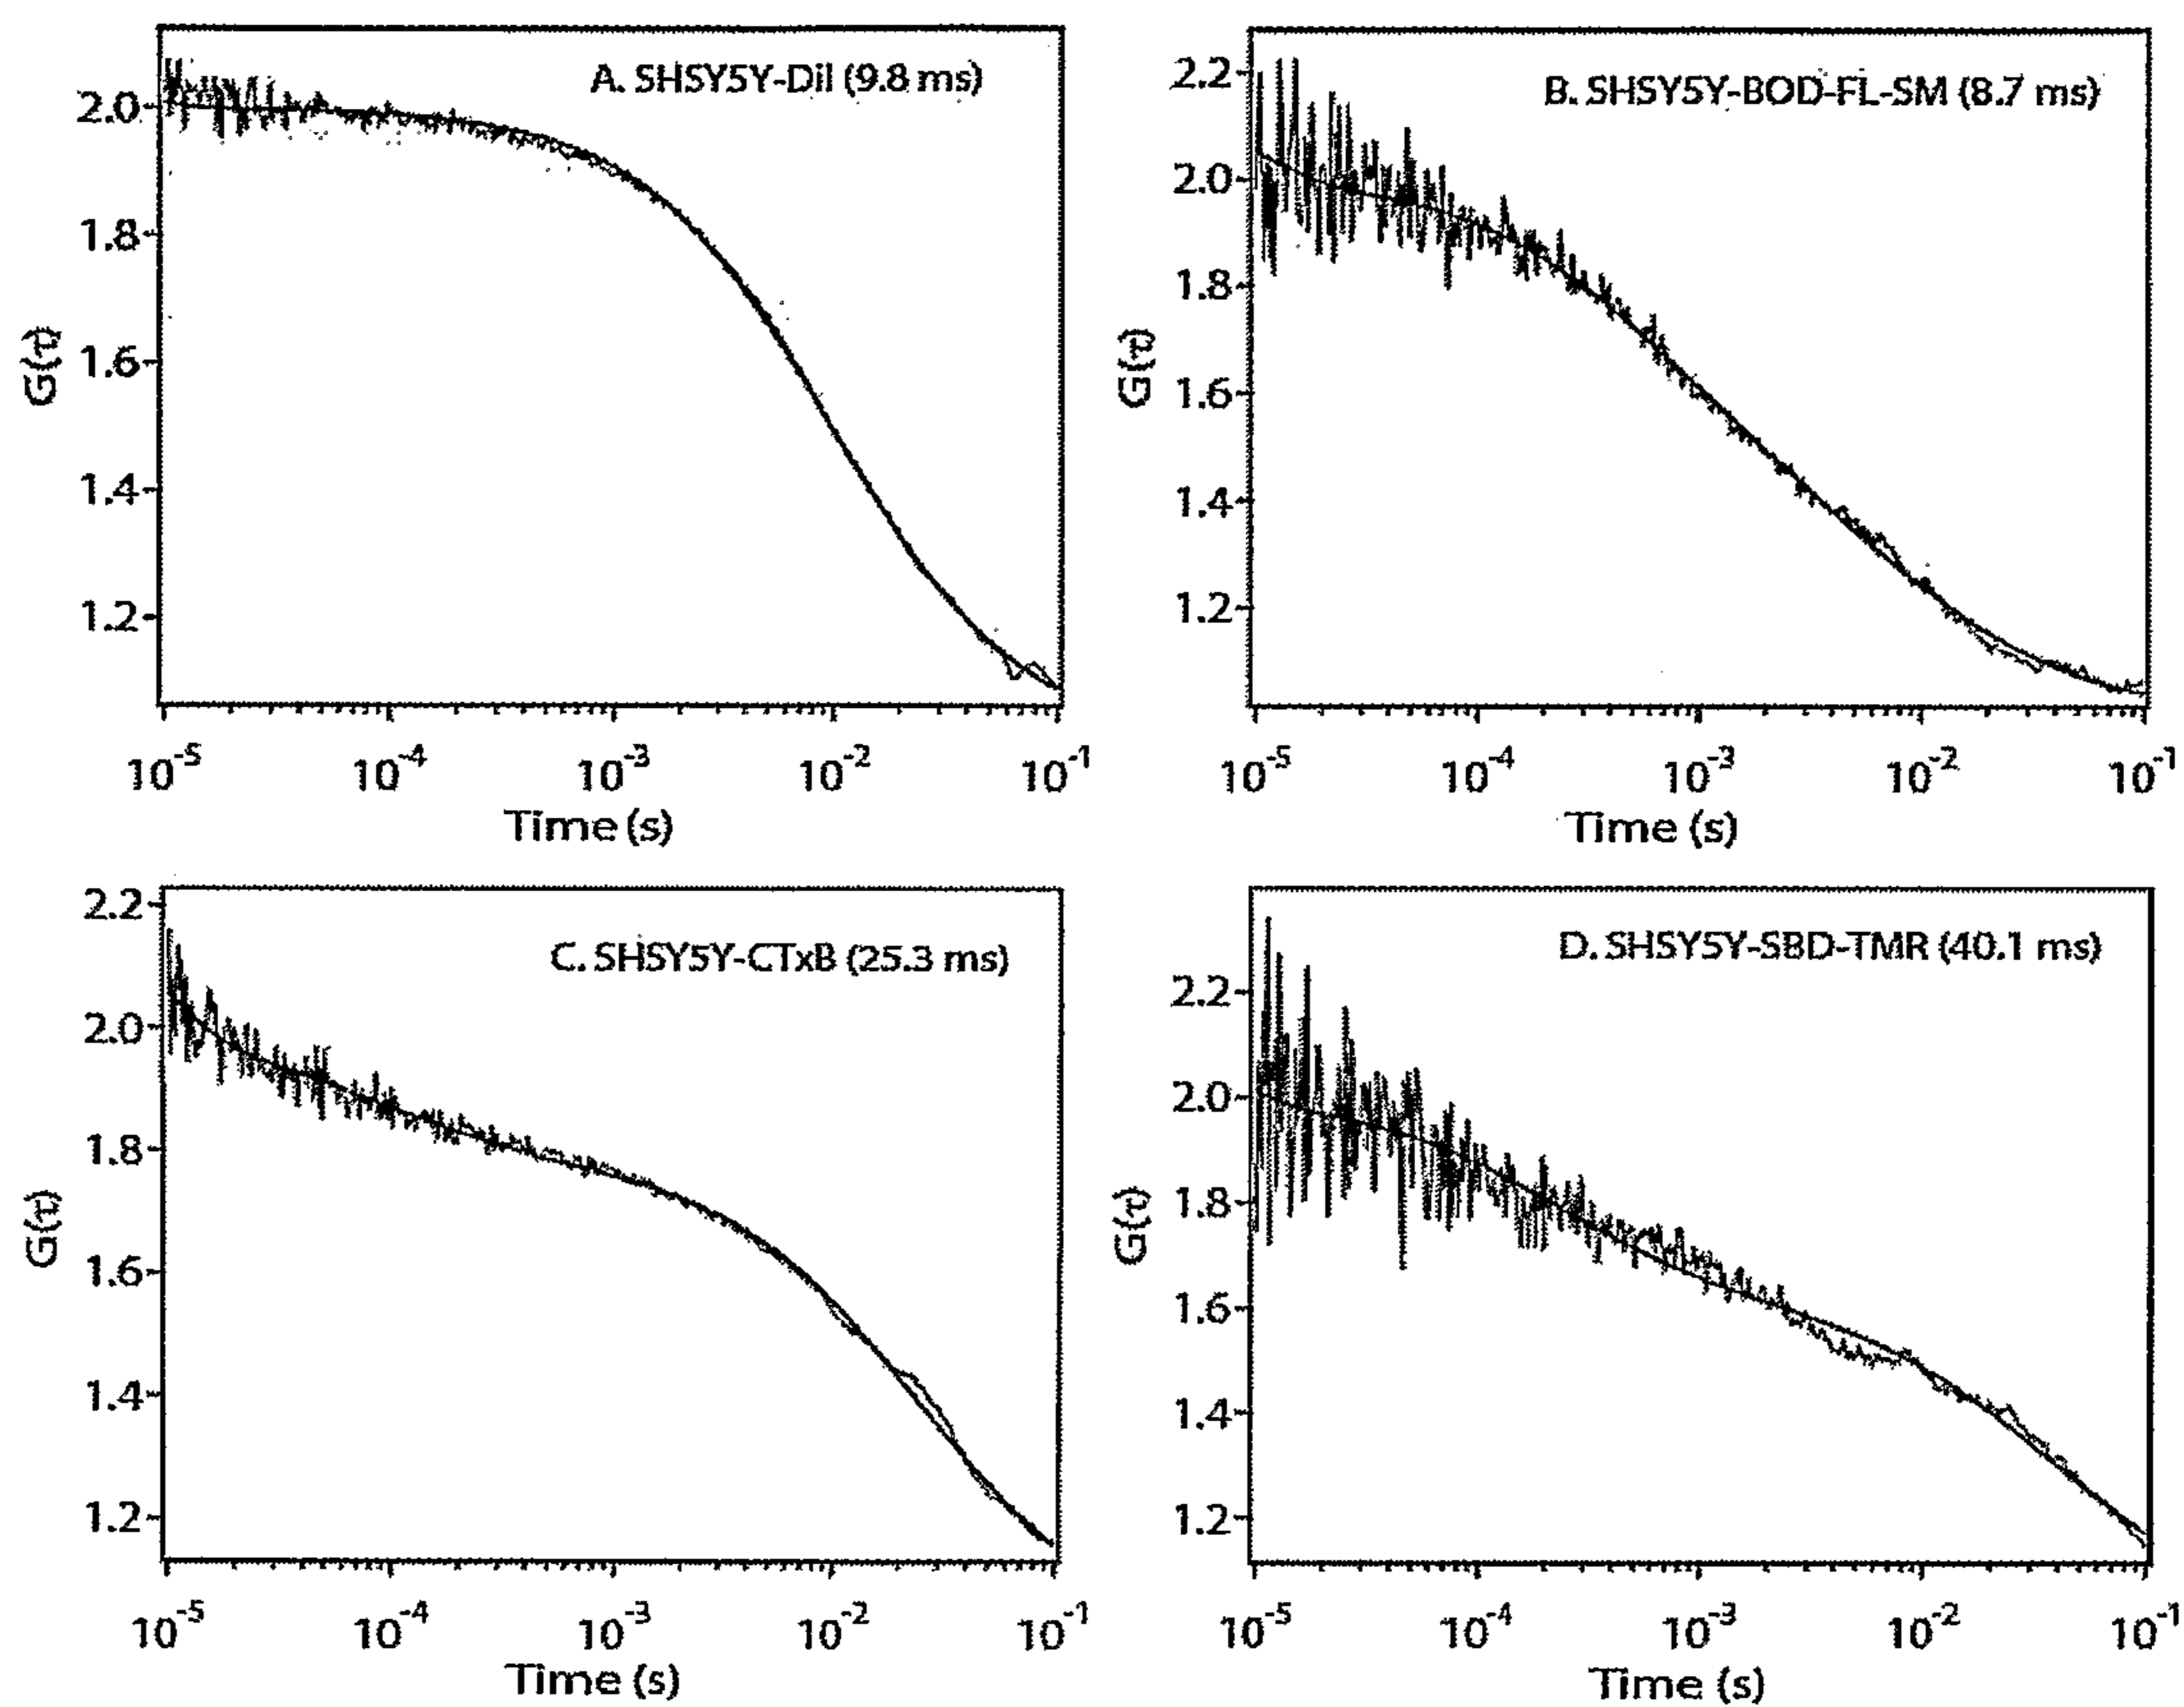 A. SHSY5Y-DiI (9.8 ms)
G(τ)
2.0
1.8
1.6
1.4
1.2
10-5 10-4 10-3 10-2 10-1
Time (s)
B. SHSY5Y-BOD-FL-SM (8.7 ms)
G(τ)
2.2
2.0
1.8
1.6
1.4
1.2
10-5 10-4 10-3 10-2 10-1
Time (s)
C. SHSY5Y-CTxB (25.3 ms)
G(τ)
2.2
2.0
1.8
1.6
1.4
1.2
10-5 10-4 10-3 10-2 10-1
Time (s)
D. SHSY5Y-SBD-TMR (40.1 ms)
G(τ)
2.2
2.0
1.8
1.6
1.4
1.2
10-5 10-4 10-3 10-2 10-1
Time (s)